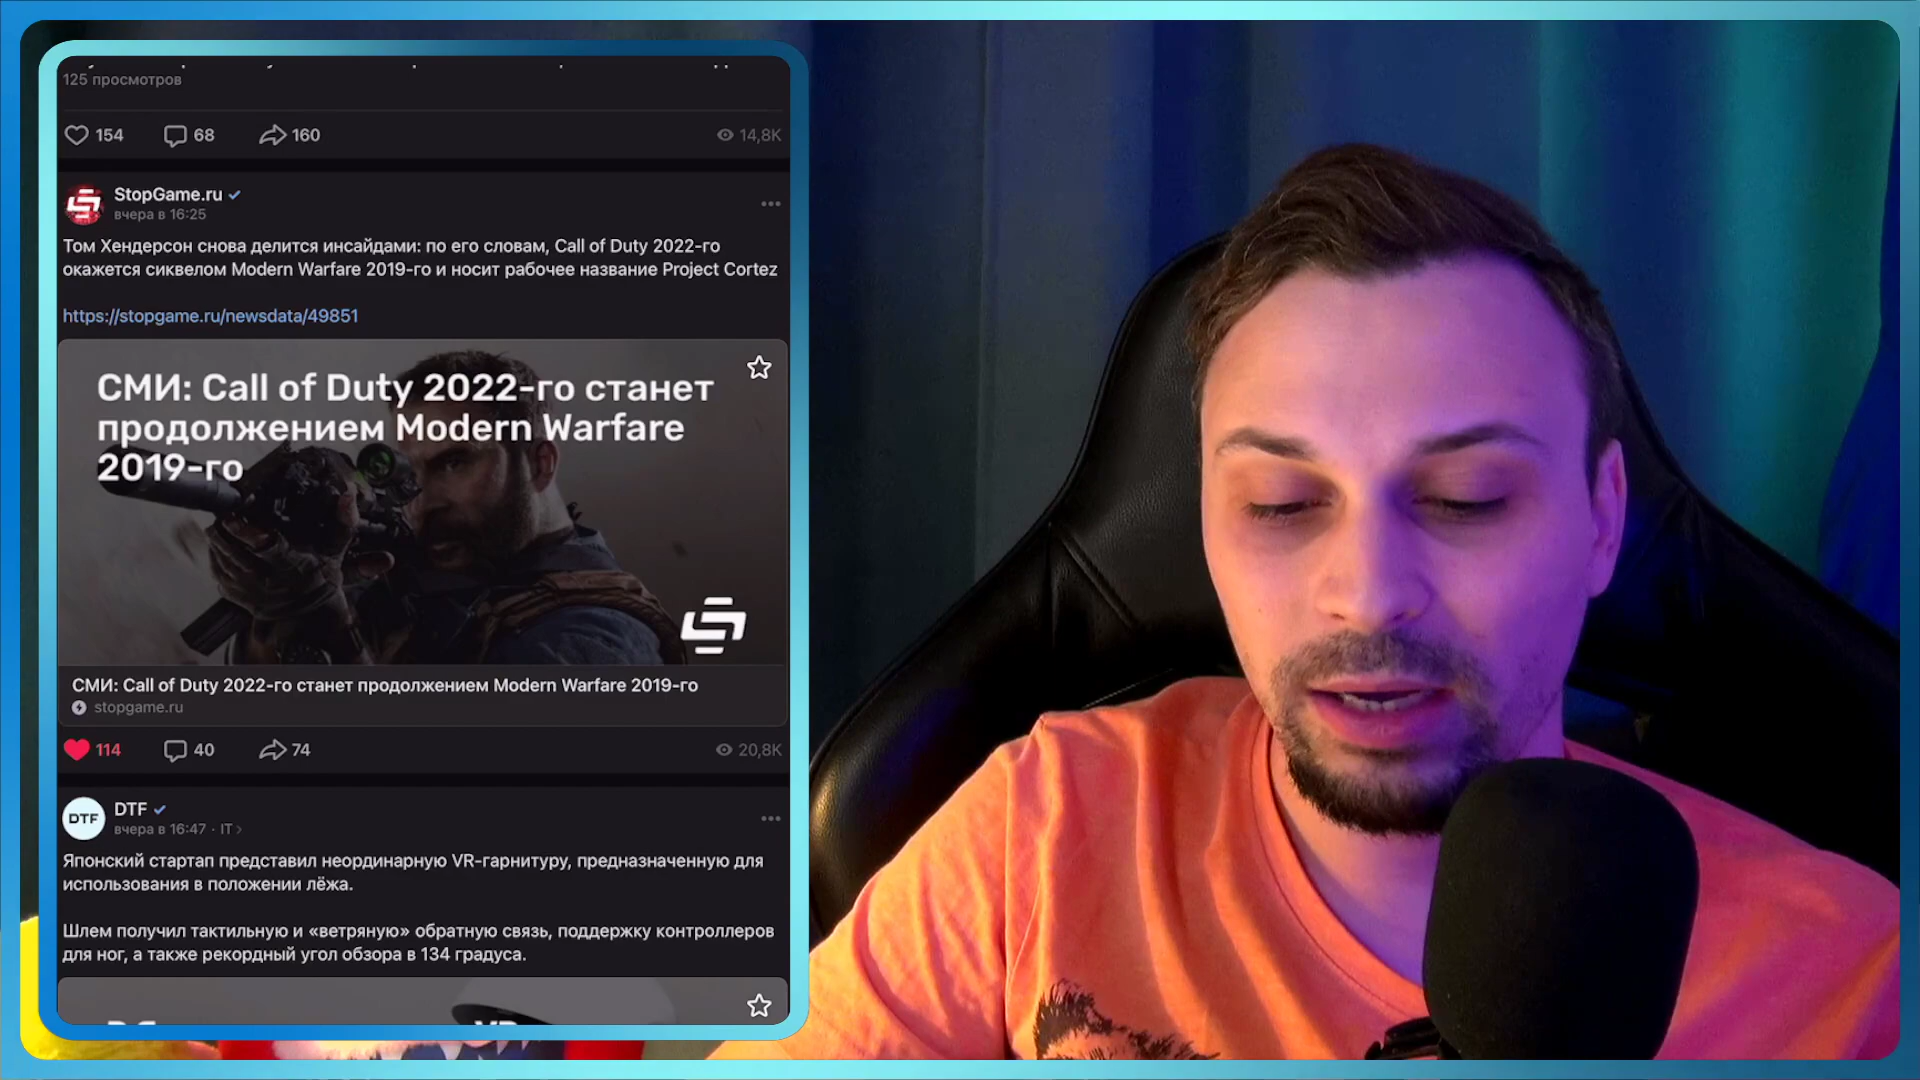 125 просмотров
154 68 160 14,8K
StopGame.ru
вчера в 16:25
Том Хендерсон снова делится инсайдами: по его словам, Call of Duty 2022-го
окажется сиквелом Modern Warfare 2019-го и носит рабочее название Project Cortez
https://stopgame.ru/newsdata/49851
СМИ: Call of Duty 2022-го станет
продолжением Modern Warfare
2019-го
СМИ: Call of Duty 2022-го станет продолжением Modern Warfare 2019-го
stopgame.ru
114 40 74 20,8K
DTF
DTF
вчера в 16:47 · IT
Японский стартап представил неординарную VR-гарнитуру, предназначенную для
использования в положении лёжа.
Шлем получил тактильную и «ветряную» обратную связь, поддержку контроллеров
для ног, а также рекордный угол обзора в 134 градуса.